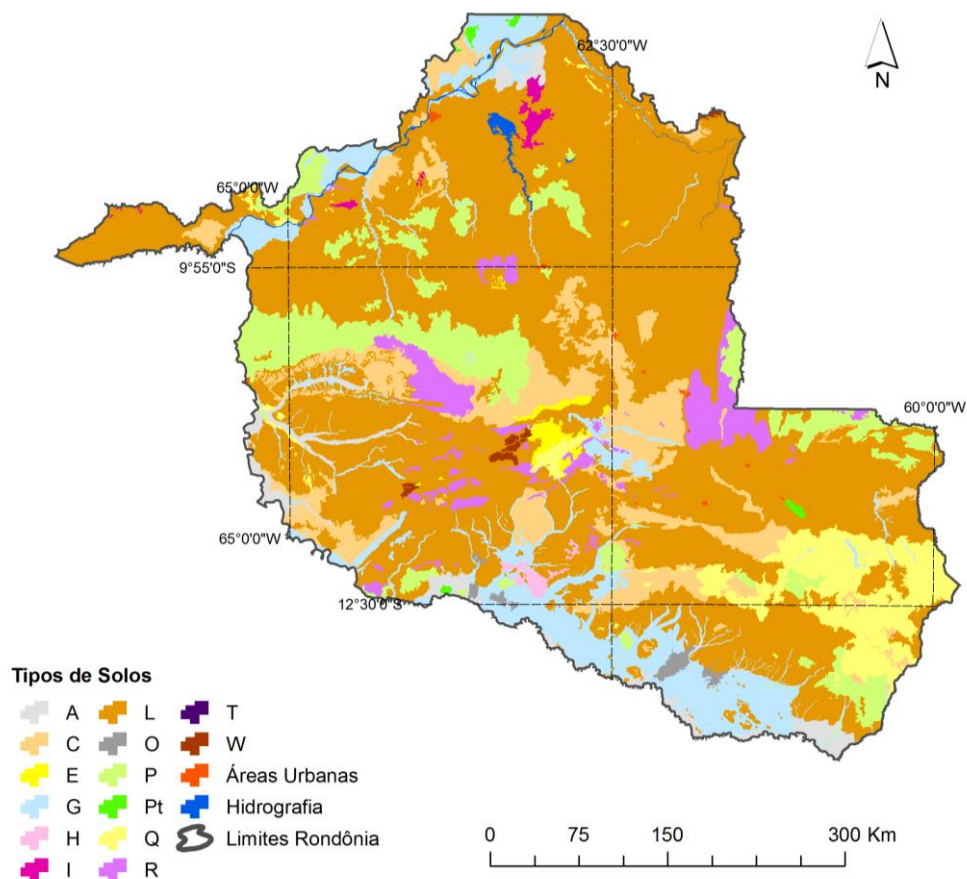 62°30'0"W
N
65°0'0"W
9°55'0"S
60°0'0"W
65°0'0"W
12°30'0"S
Tipos de Solos
A L T
C O W
E P Áreas Urbanas
G Pt Hidrografia
H Q Limites Rondônia
I R
0 75 150 300 Km